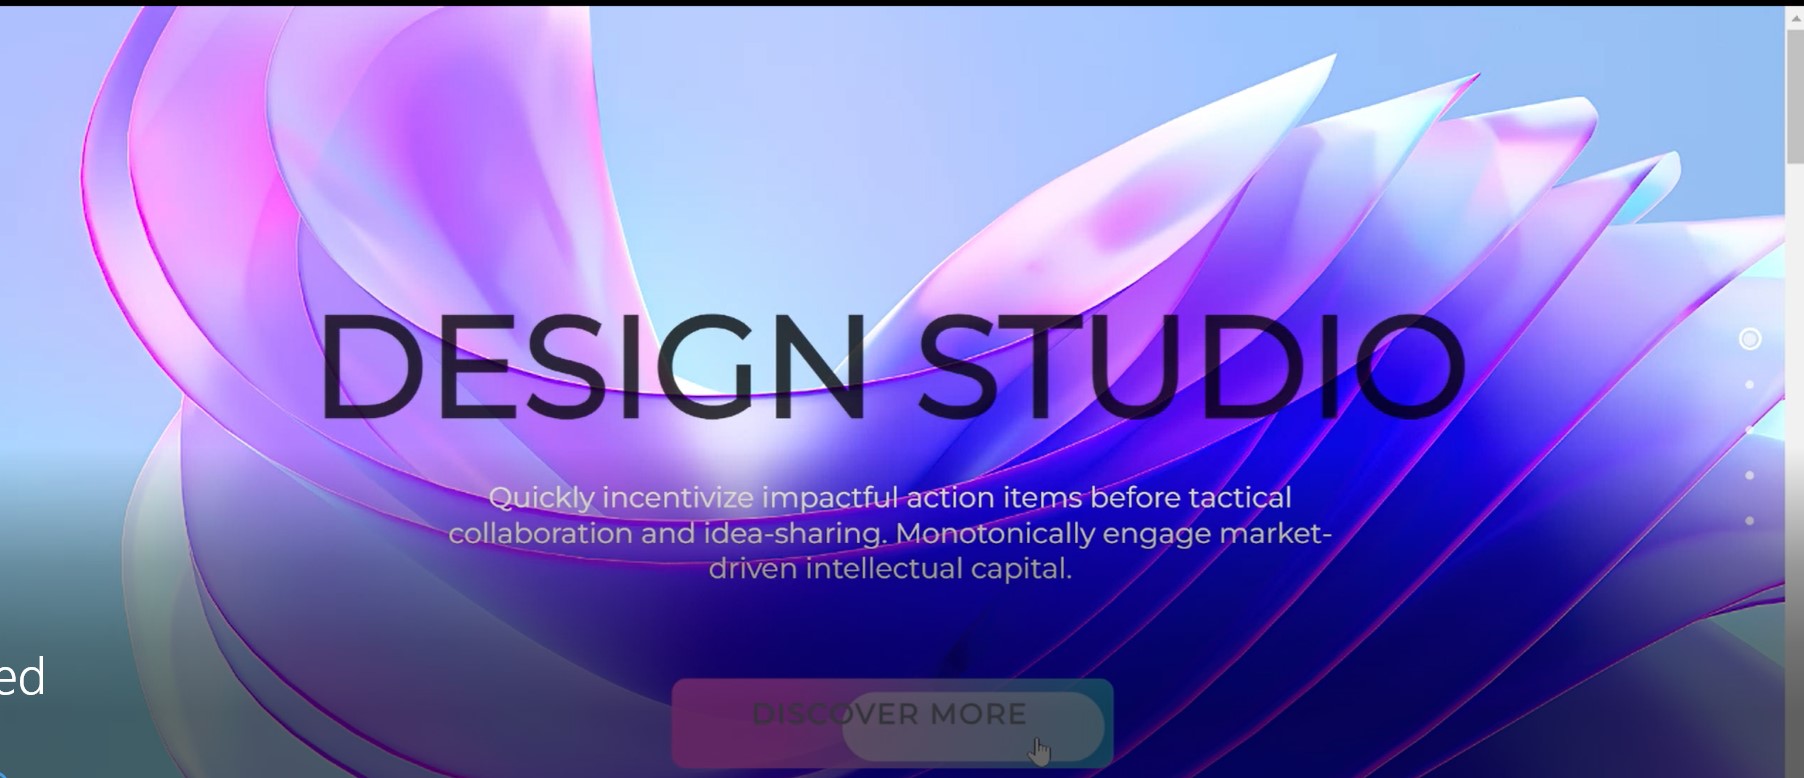 DESIGN STUDIO
Quickly incentivize impactful action items before tactical
collaboration and idea-sharing. Monotonically engage market-
driven intellectual capital.
ed
DISCOVER MORE